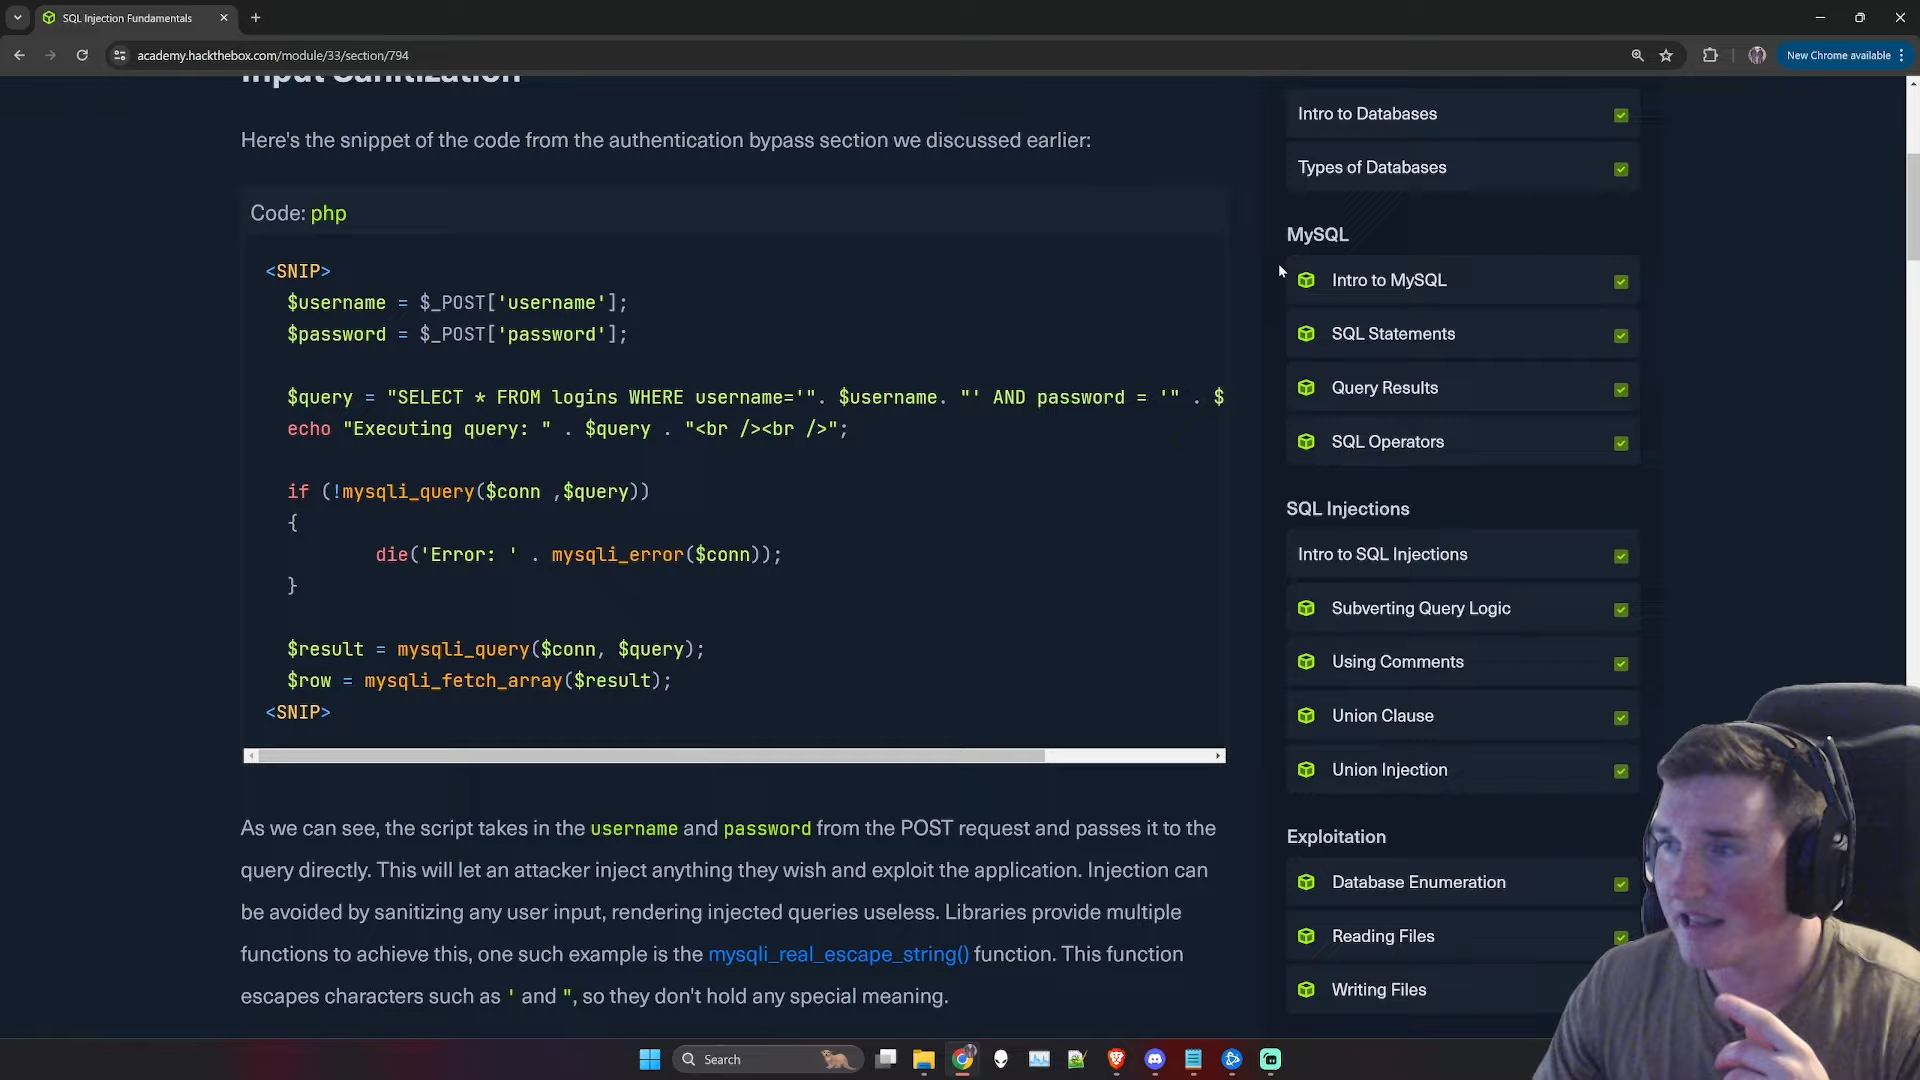 SQL Injection Fundamentals
academy.hackthebox.com/module/33/section/794
New Chrome available
Input Sanitization
Here's the snippet of the code from the authentication bypass section we discussed earlier:
Code: php
<SNIP>
$username = $_POST['username'];
$password = $_POST['password'];
$query = "SELECT * FROM logins WHERE username='". $username. "' AND password = '" . $
echo "Executing query: " . $query . "<br /><br />";
if (!mysqli_query($conn ,$query))
{
die('Error: ' . mysqli_error($conn));
}
$result = mysqli_query($conn, $query);
$row = mysqli_fetch_array($result);
<SNIP>
As we can see, the script takes in the username and password from the POST request and passes it to the
query directly. This will let an attacker inject anything they wish and exploit the application. Injection can
be avoided by sanitizing any user input, rendering injected queries useless. Libraries provide multiple
functions to achieve this, one such example is the mysqli_real_escape_string() function. This function
escapes characters such as ' and ", so they don't hold any special meaning.
Intro to Databases
Types of Databases
MySQL
Intro to MySQL
SQL Statements
Query Results
SQL Operators
SQL Injections
Intro to SQL Injections
Subverting Query Logic
Using Comments
Union Clause
Union Injection
Exploitation
Database Enumeration
Reading Files
Writing Files
Search